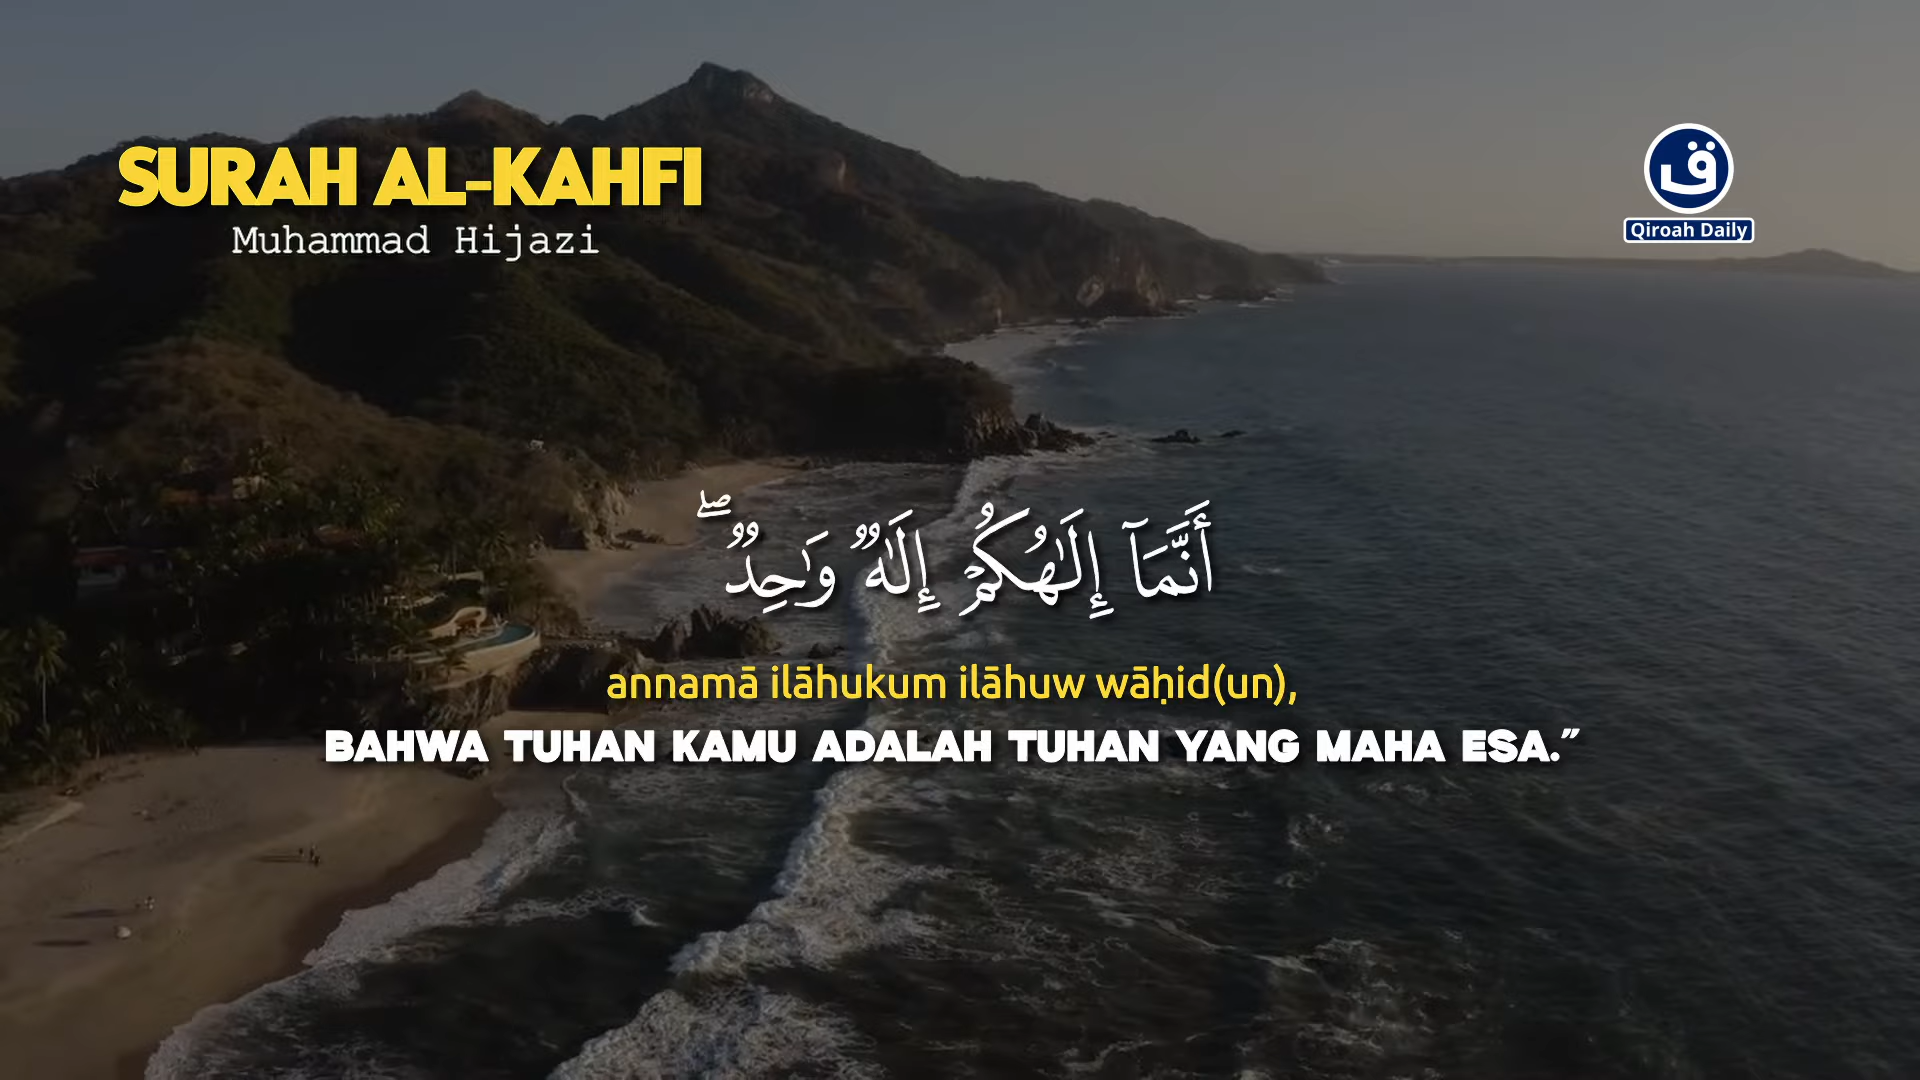 SURAH AL-KAHFI
Muhammad Hijazi
ق
Qiroah Daily
أَنَّمَآ إِلَٰهُكُمْ إِلَٰهٌ وَٰحِدٌ ۖ
annamā ilāhukum ilāhuw wāḥid(un),
BAHWA TUHAN KAMU ADALAH TUHAN YANG MAHA ESA.”